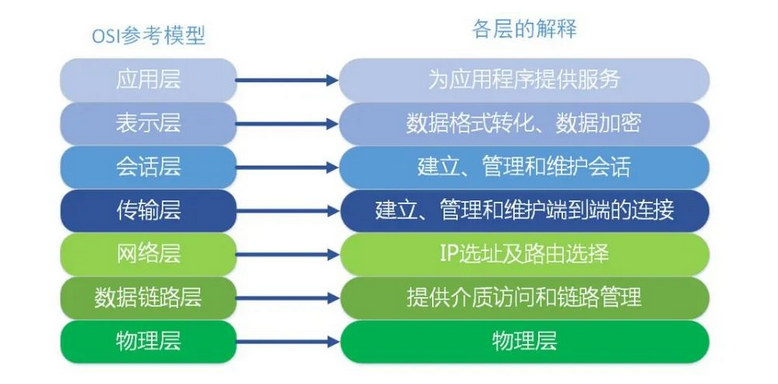 OSI参考模型
各层的解释
应用层
为应用程序提供服务
表示层
数据格式转化、数据加密
会话层
建立、管理和维护会话
传输层
建立、管理和维护端到端的连接
网络层
IP选址及路由选择
数据链路层
提供介质访问和链路管理
物理层
物理层